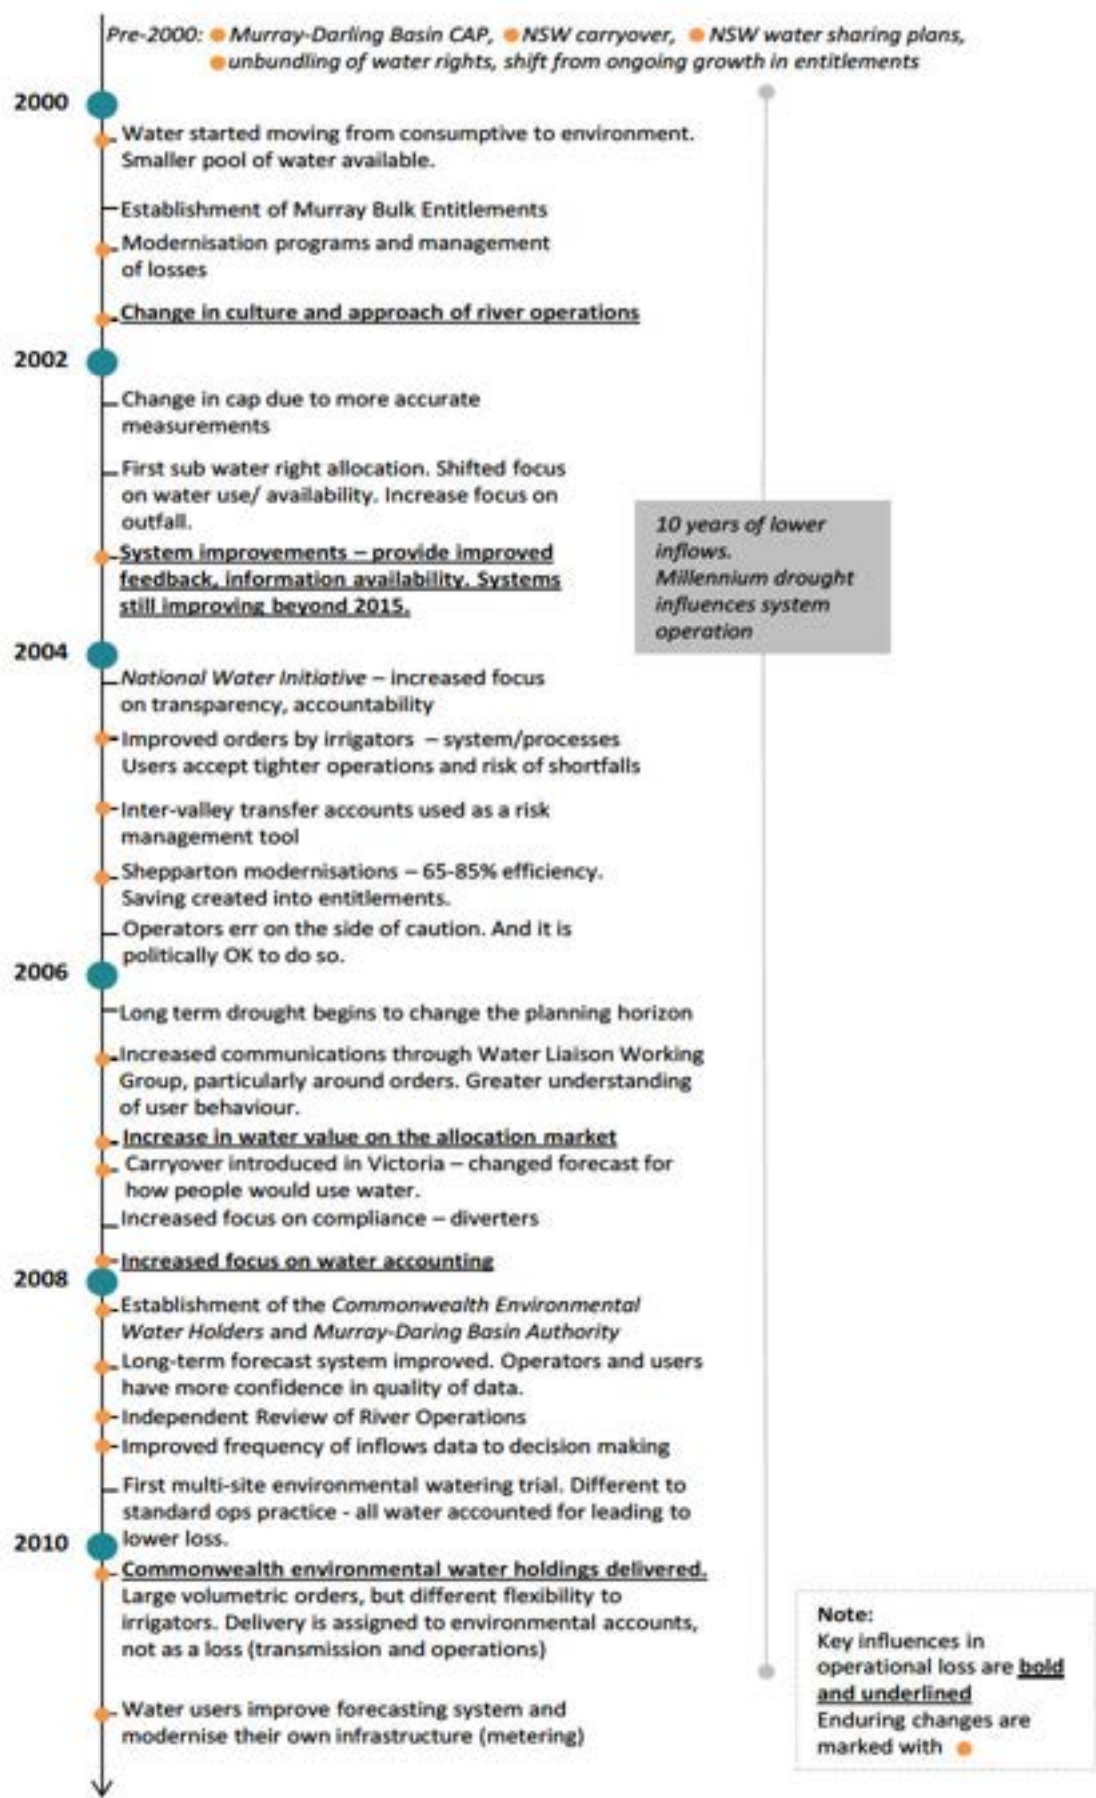 Pre-2000: Murray-Darling Basin CAP, NSW carryover, NSW water sharing plans,
unbundling of water rights, shift from ongoing growth in entitlements
2000
Water started moving from consumptive to environment.
Smaller pool of water available.
Establishment of Murray Bulk Entitlements
Modernisation programs and management
of losses
Change in culture and approach of river operations
2002
Change in cap due to more accurate
measurements
First sub water right allocation. Shifted focus
on water use/ availability. Increase focus on
outfall.
System improvements – provide improved
feedback, information availability. Systems
still improving beyond 2015.
10 years of lower
inflows.
Millennium drought
influences system
operation
2004
National Water Initiative – increased focus
on transparency, accountability
Improved orders by irrigators – system/processes
Users accept tighter operations and risk of shortfalls
Inter-valley transfer accounts used as a risk
management tool
Shepparton modernisations – 65-85% efficiency.
Saving created into entitlements.
Operators err on the side of caution. And it is
politically OK to do so.
2006
Long term drought begins to change the planning horizon
Increased communications through Water Liaison Working
Group, particularly around orders. Greater understanding
of user behaviour.
Increase in water value on the allocation market
Carryover introduced in Victoria – changed forecast for
how people would use water.
Increased focus on compliance – diverters
Increased focus on water accounting
2008
Establishment of the Commonwealth Environmental
Water Holders and Murray-Daring Basin Authority
Long-term forecast system improved. Operators and users
have more confidence in quality of data.
Independent Review of River Operations
Improved frequency of inflows data to decision making
First multi-site environmental watering trial. Different to
standard ops practice - all water accounted for leading to
lower loss.
2010
Commonwealth environmental water holdings delivered.
Large volumetric orders, but different flexibility to
irrigators. Delivery is assigned to environmental accounts,
not as a loss (transmission and operations)
Water users improve forecasting system and
modernise their own infrastructure (metering)
Note:
Key influences in
operational loss are bold
and underlined
Enduring changes are
marked with